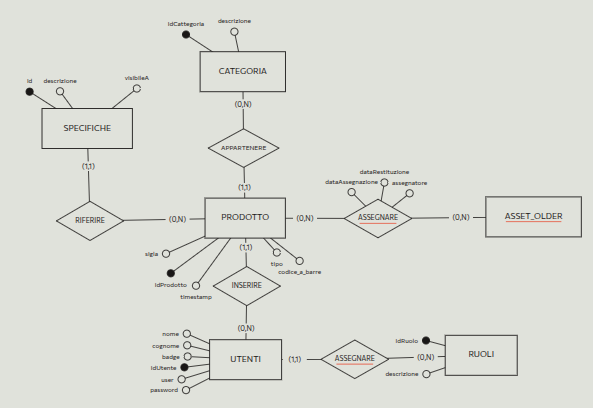 idCattegoria
descrizione
CATEGORIA
(0,N)
APPARTENERE
(1,1)
id
descrizione
visibileA
SPECIFICHE
(1,1)
RIFERIRE
(0,N)
PRODOTTO
(0,N)
dataRestituzione
dataAssegnazione
assegnatore
ASSEGNARE
(0,N)
ASSET_OLDER
sigla
idProdotto
timestamp
(1,1)
tipo
codice_a_barre
INSERIRE
(0,N)
nome
cognome
badge
idUtente
user
password
UTENTI
(1,1)
ASSEGNARE
(0,N)
idRuolo
descrizione
RUOLI